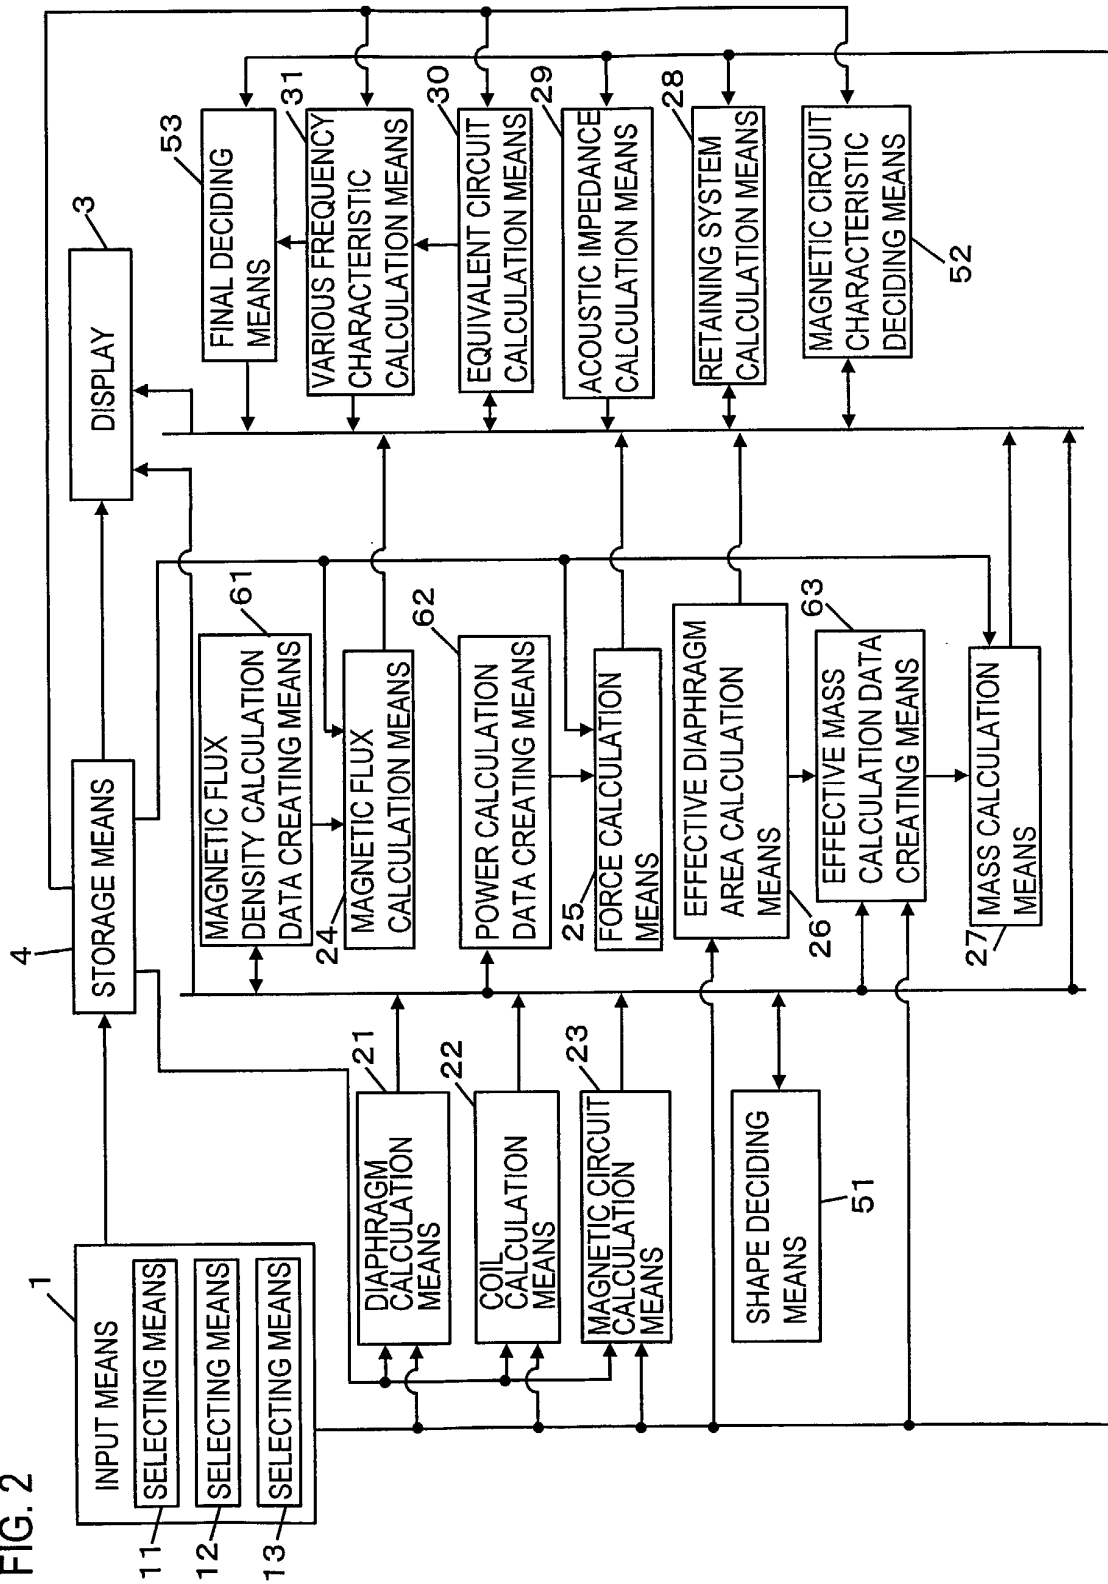 FIG. 2
1
INPUT MEANS
SELECTING MEANS
SELECTING MEANS
SELECTING MEANS
11
12
13
4
STORAGE MEANS
3
DISPLAY
21
DIAPHRAGM
CALCULATION
MEANS
22
COIL
CALCULATION
MEANS
23
MAGNETIC CIRCUIT
CALCULATION
MEANS
SHAPE DECIDING
MEANS
51
61
MAGNETIC FLUX
DENSITY CALCULATION
DATA CREATING MEANS
24
MAGNETIC FLUX
CALCULATION MEANS
62
POWER CALCULATION
DATA CREATING MEANS
25
FORCE CALCULATION
MEANS
EFFECTIVE DIAPHRAGM
AREA CALCULATION
MEANS
26
63
EFFECTIVE MASS
CALCULATION DATA
CREATING MEANS
MASS CALCULATION
MEANS
27
53
FINAL DECIDING
MEANS
31
VARIOUS FREQUENCY
CHARACTERISTIC
CALCULATION MEANS
30
EQUIVALENT CIRCUIT
CALCULATION MEANS
29
ACOUSTIC IMPEDANCE
CALCULATION MEANS
28
RETAINING SYSTEM
CALCULATION MEANS
MAGNETIC CIRCUIT
CHARACTERISTIC
DECIDING MEANS
52